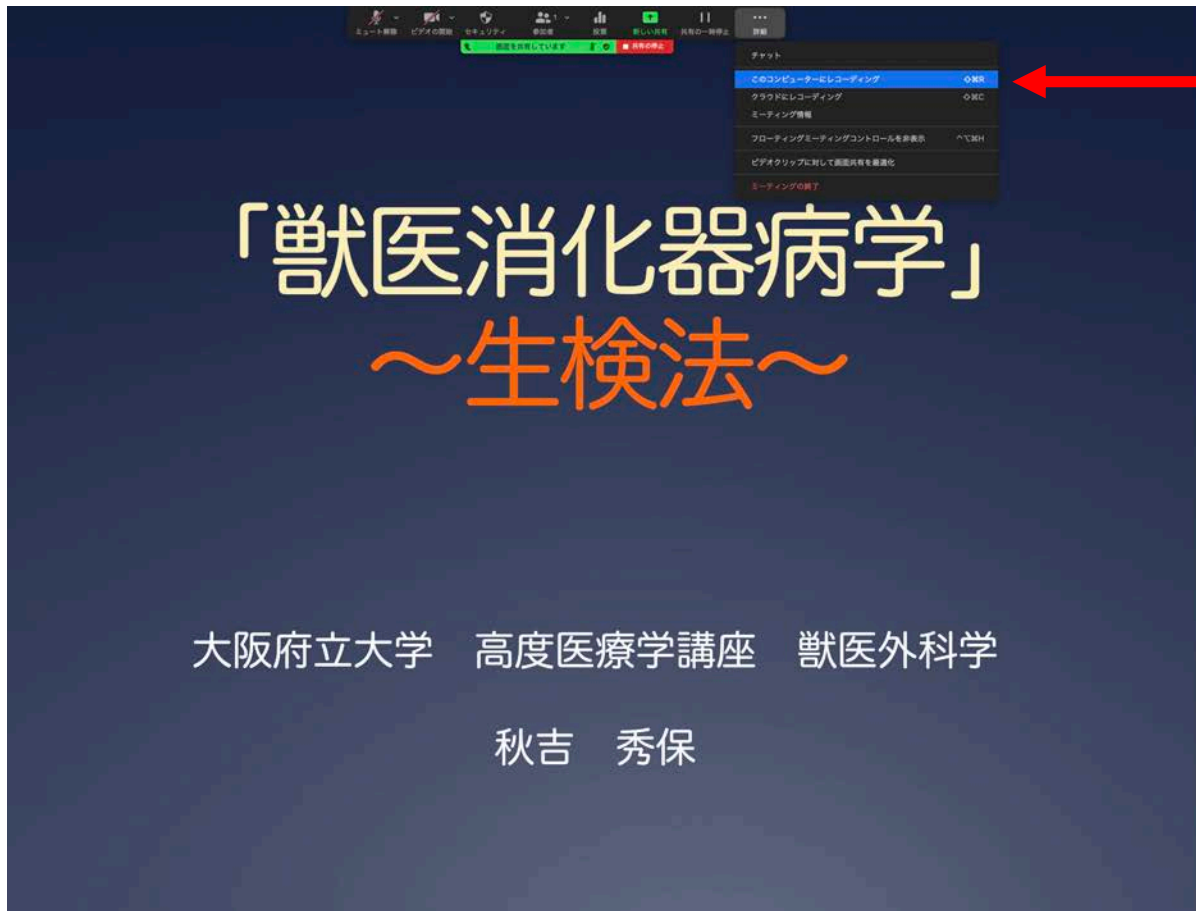 ミュート解除 ビデオの開始 セキュリティ 参加者 1 投票 新しい共有 共有の一時停止 詳細
画面を共有しています 共有の停止
チャット
このコンピューターにレコーディング ⇧⌘R
クラウドにレコーディング ⇧⌘C
ミーティング情報
フローティングミーティングコントロールを非表示 ^⌥⌘H
ビデオクリップに対して画面共有を最適化
ミーティングの終了
「獣医消化器病学」
～生検法～
大阪府立大学 高度医療学講座 獣医外科学
秋吉 秀保